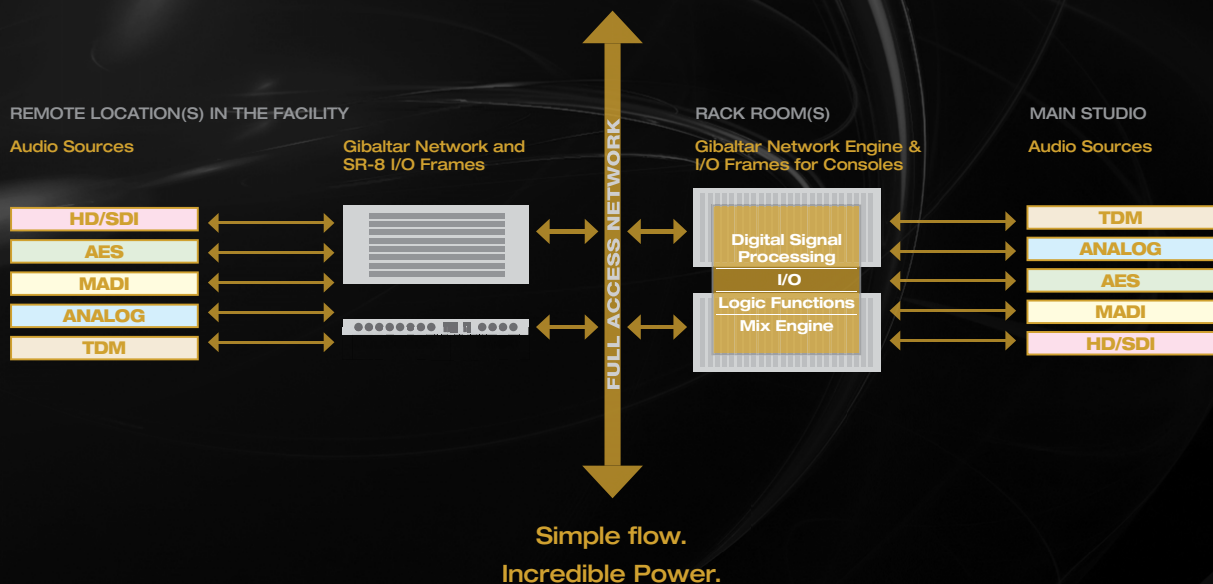 REMOTE LOCATION(S) IN THE FACILITY
Audio Sources
HD/SDI
AES
MADI
ANALOG
TDM
Gibaltar Network and
SR-8 I/O Frames
FULL ACCESS NETWORK
RACK ROOM(S)
Gibaltar Network Engine &
I/O Frames for Consoles
Digital Signal
Processing
I/O
Logic Functions
Mix Engine
MAIN STUDIO
Audio Sources
TDM
ANALOG
AES
MADI
HD/SDI
Simple flow.
Incredible Power.